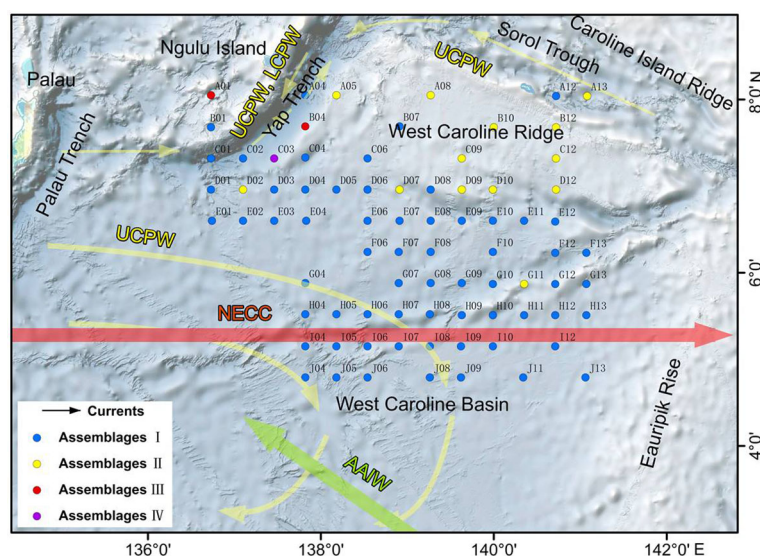 Caroline Island Ridge
Sorol Trough
Ngulu Island
UCPW, LCPW
UCPW
Palau
Yap Trench
8°0'N
A01 A04 A05 A08 A12 A13
B01 B04 B07 B10 B12
West Caroline Ridge
Palau Trench
C01 C02 C03 C04 C06 C09 C12
D01 D02 D03 D04 D05 D06 D07 D08 D09 D10 D12
E01 E02 E03 E04 E06 E07 E08 E09 E10 E11 E12
UCPW
F06 F07 F08 F10 F12 F13
6°0'
G04 G07 G08 G09 G10 G11 G12 G13
NECC
H04 H05 H06 H07 H08 H09 H10 H11 H12 H13
I04 I05 I06 I07 I08 I09 I10 I12
J04 J05 J06 J08 J09 J11 J13
West Caroline Basin
Eauripik Rise
4°0'
AAIW
Currents
Assemblages I
Assemblages II
Assemblages III
Assemblages IV
136°0' 138°0' 140°0' 142°0' E